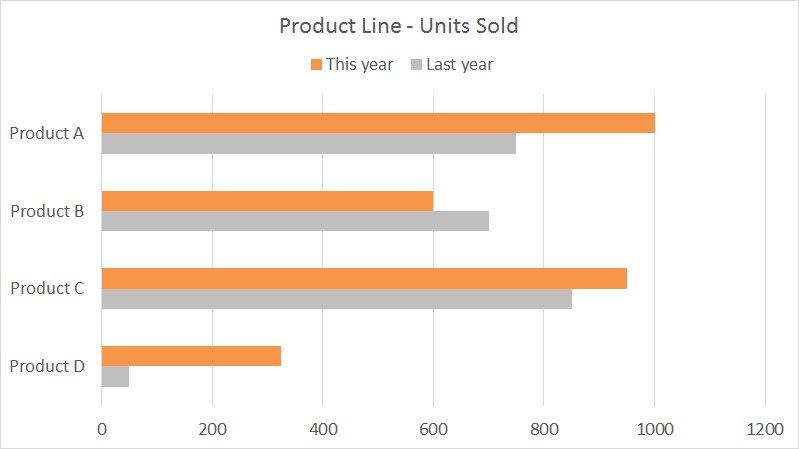 Product Line - Units Sold
This year Last year
Product A
Product B
Product C
Product D
0 200 400 600 800 1000 1200